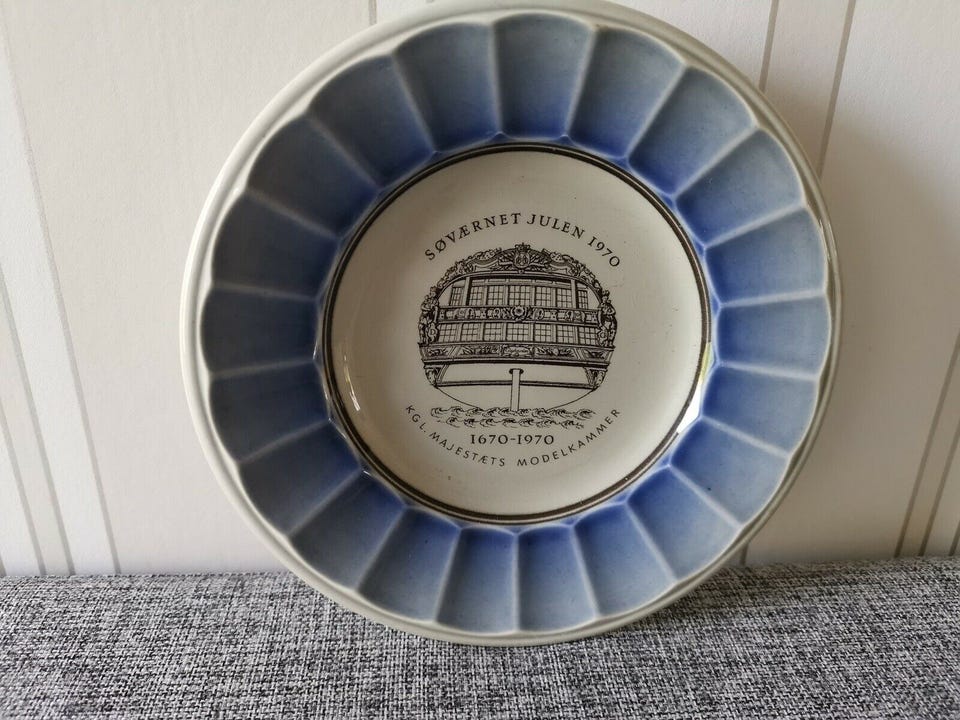 SØVÆRNET JULEN 1970
1670-1970
KGL. MAJESTÆTS MODELKAMMER